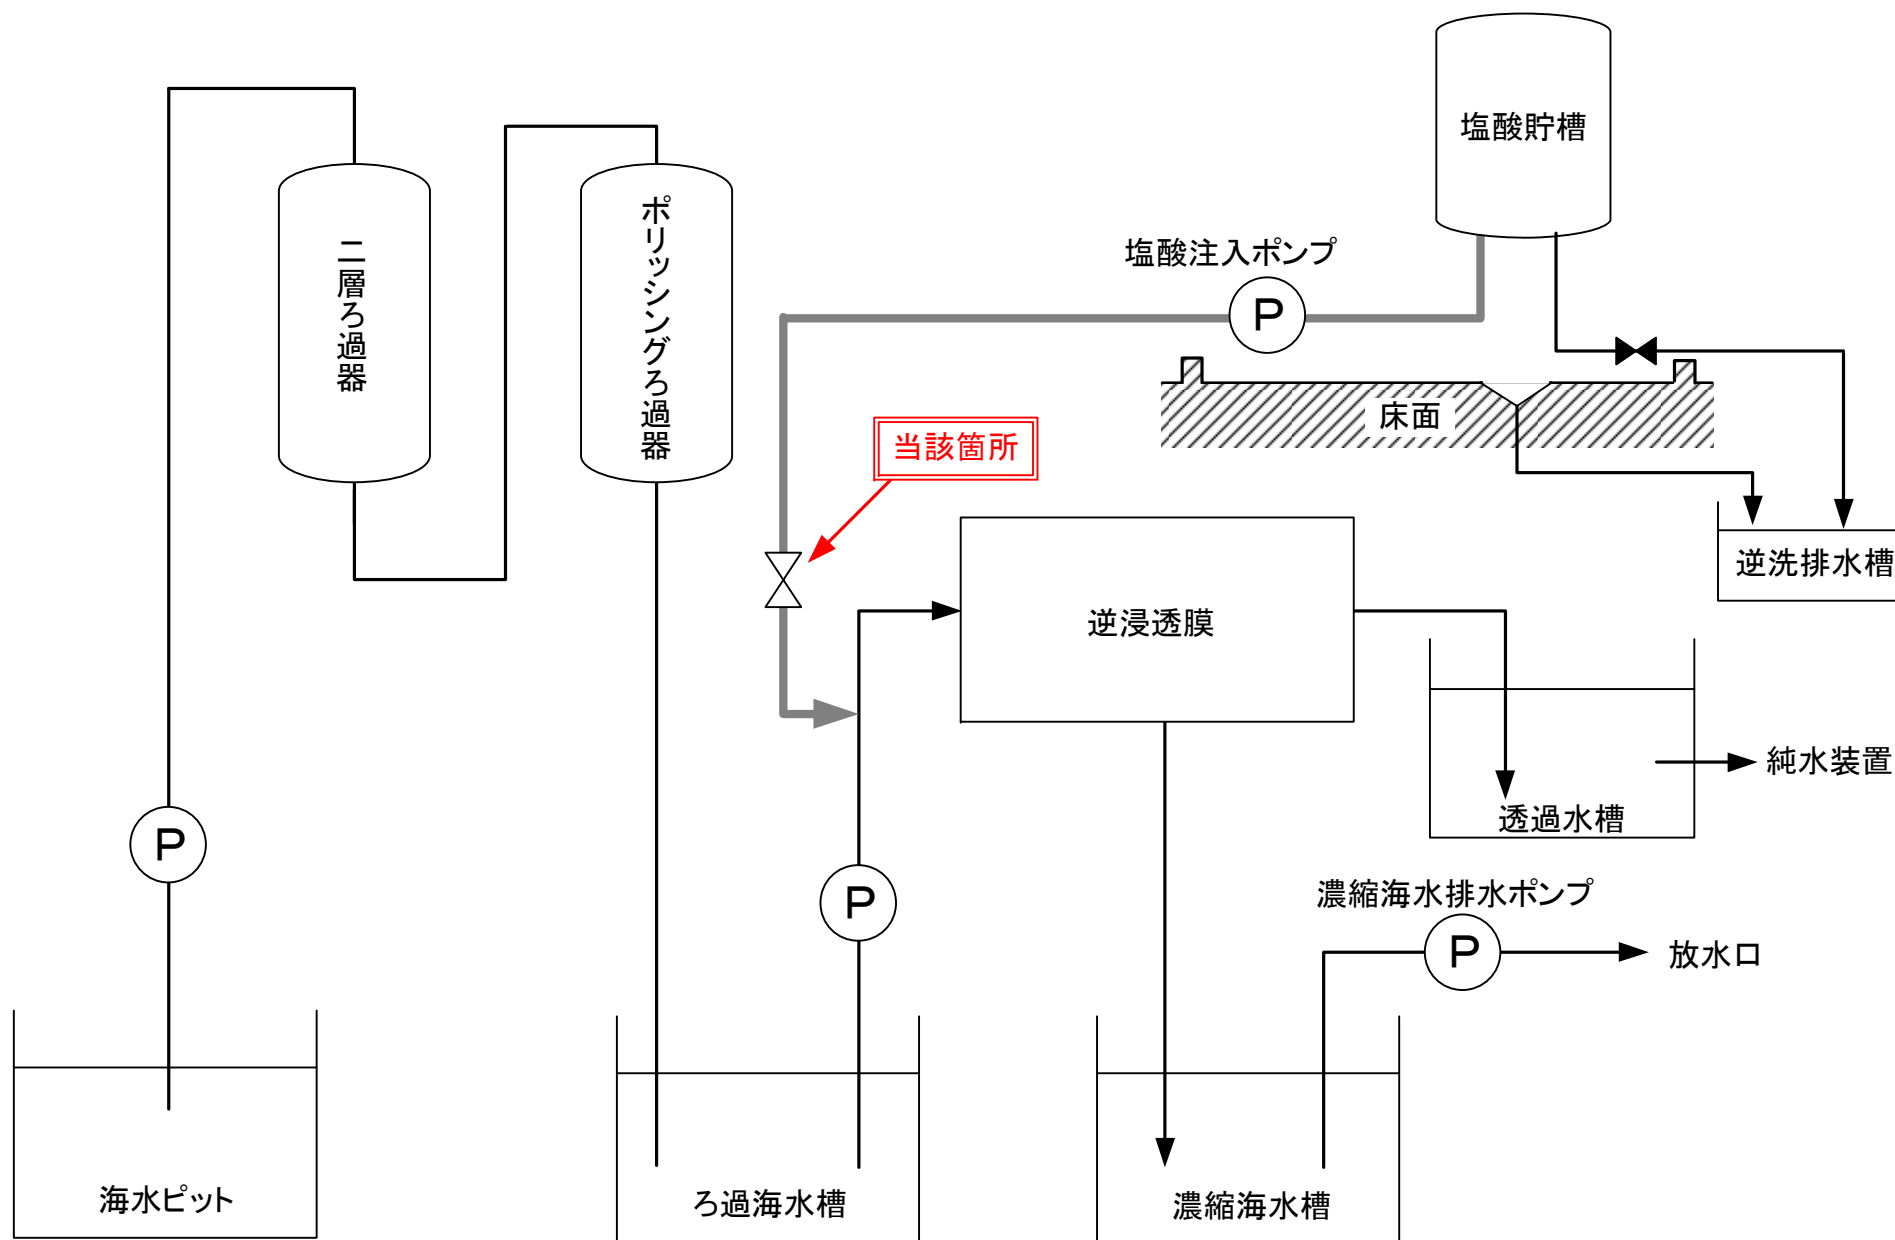 塩酸貯槽
二層ろ過器
ポリッシングろ過器
塩酸注入ポンプ
P
床面
当該箇所
逆洗排水槽
逆浸透膜
純水装置
透過水槽
P
P
濃縮海水排水ポンプ
P
放水口
海水ピット
ろ過海水槽
濃縮海水槽